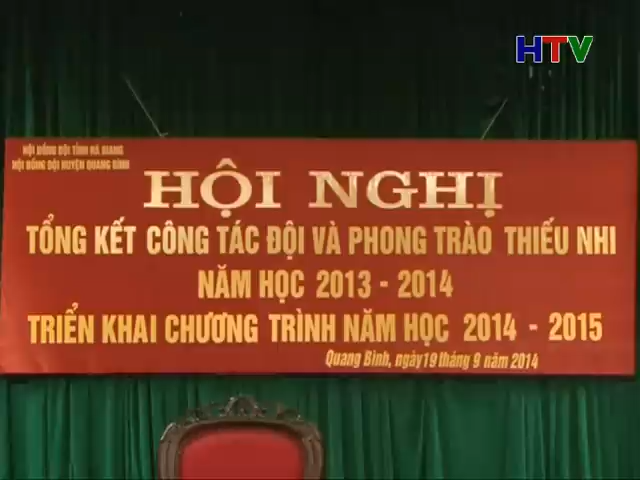 HTV
HỘI ĐỒNG ĐỘI TỈNH HÀ GIANG
HỘI ĐỒNG ĐỘI HUYỆN QUANG BÌNH
HỘI NGHỊ
TỔNG KẾT CÔNG TÁC ĐỘI VÀ PHONG TRÀO THIẾU NHI
NĂM HỌC 2013 - 2014
TRIỂN KHAI CHƯƠNG TRÌNH NĂM HỌC 2014 - 2015
Quang Bình, ngày 19 tháng 9 năm 2014